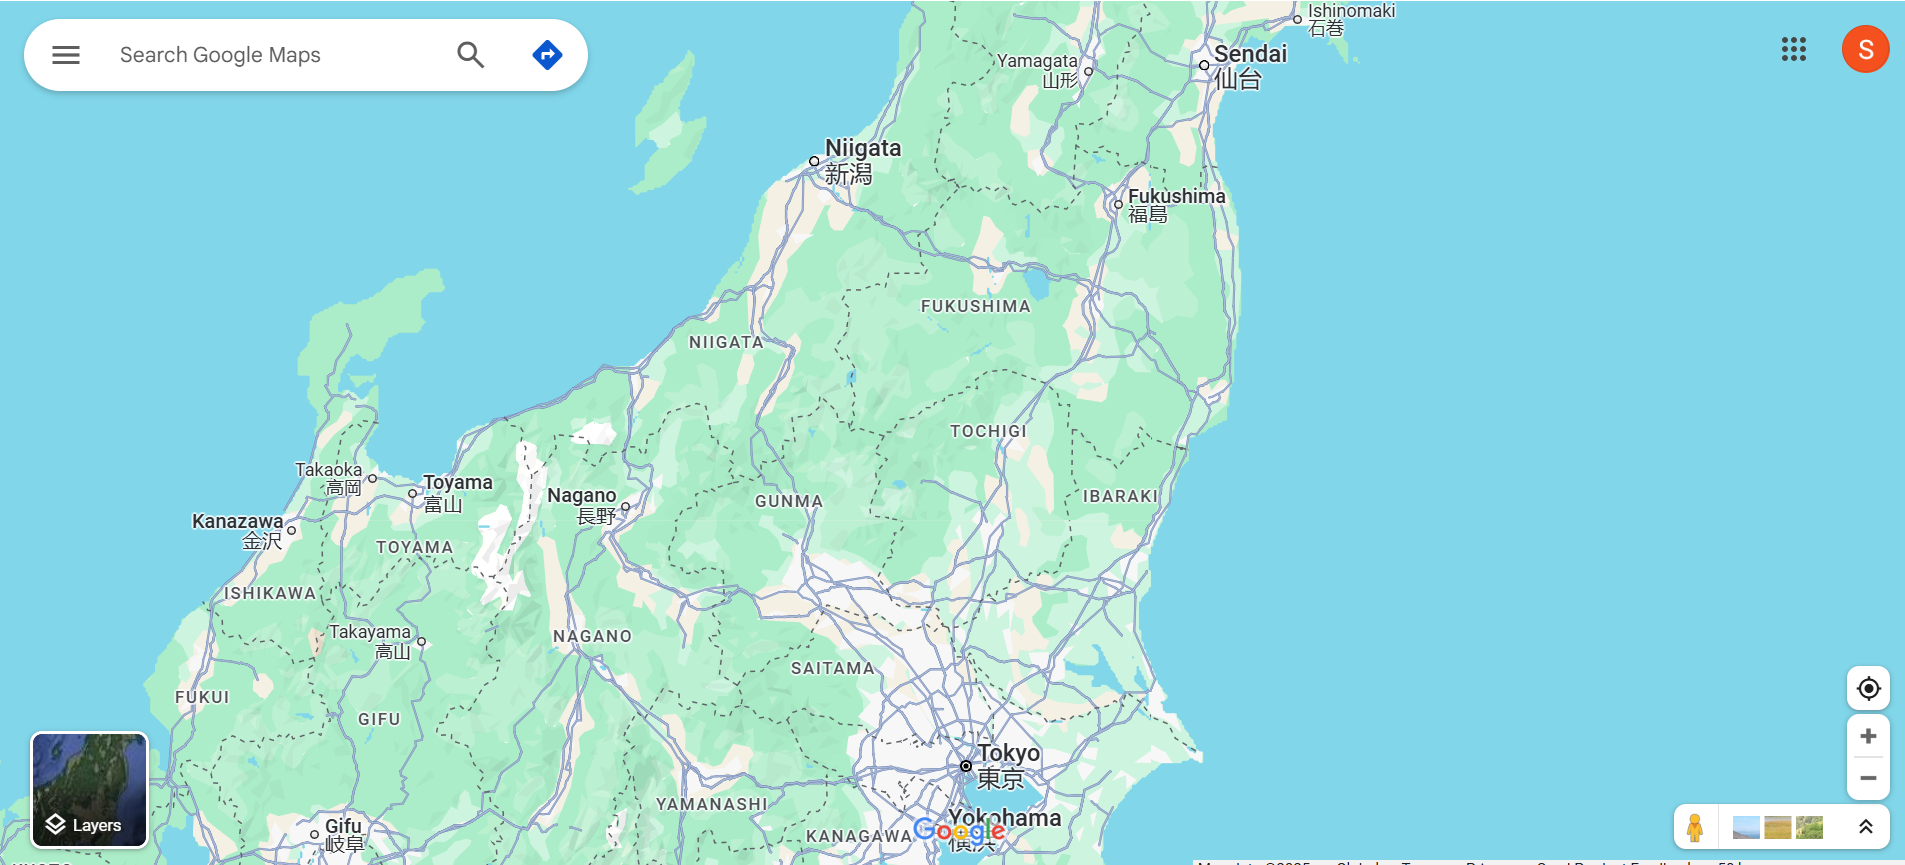 Search Google Maps
S
Ishinomaki
石巻
Sendai
仙台
Yamagata
山形
Niigata
新潟
Fukushima
福島
FUKUSHIMA
NIIGATA
TOCHIGI
Takaoka
高岡
Toyama
富山
Nagano
長野
GUNMA
IBARAKI
Kanazawa
金沢
TOYAMA
ISHIKAWA
Takayama
高山
NAGANO
SAITAMA
FUKUI
GIFU
Tokyo
東京
YAMANASHI
Layers
Gifu
岐阜
KANAGAWA
Google
Yokohama
横浜